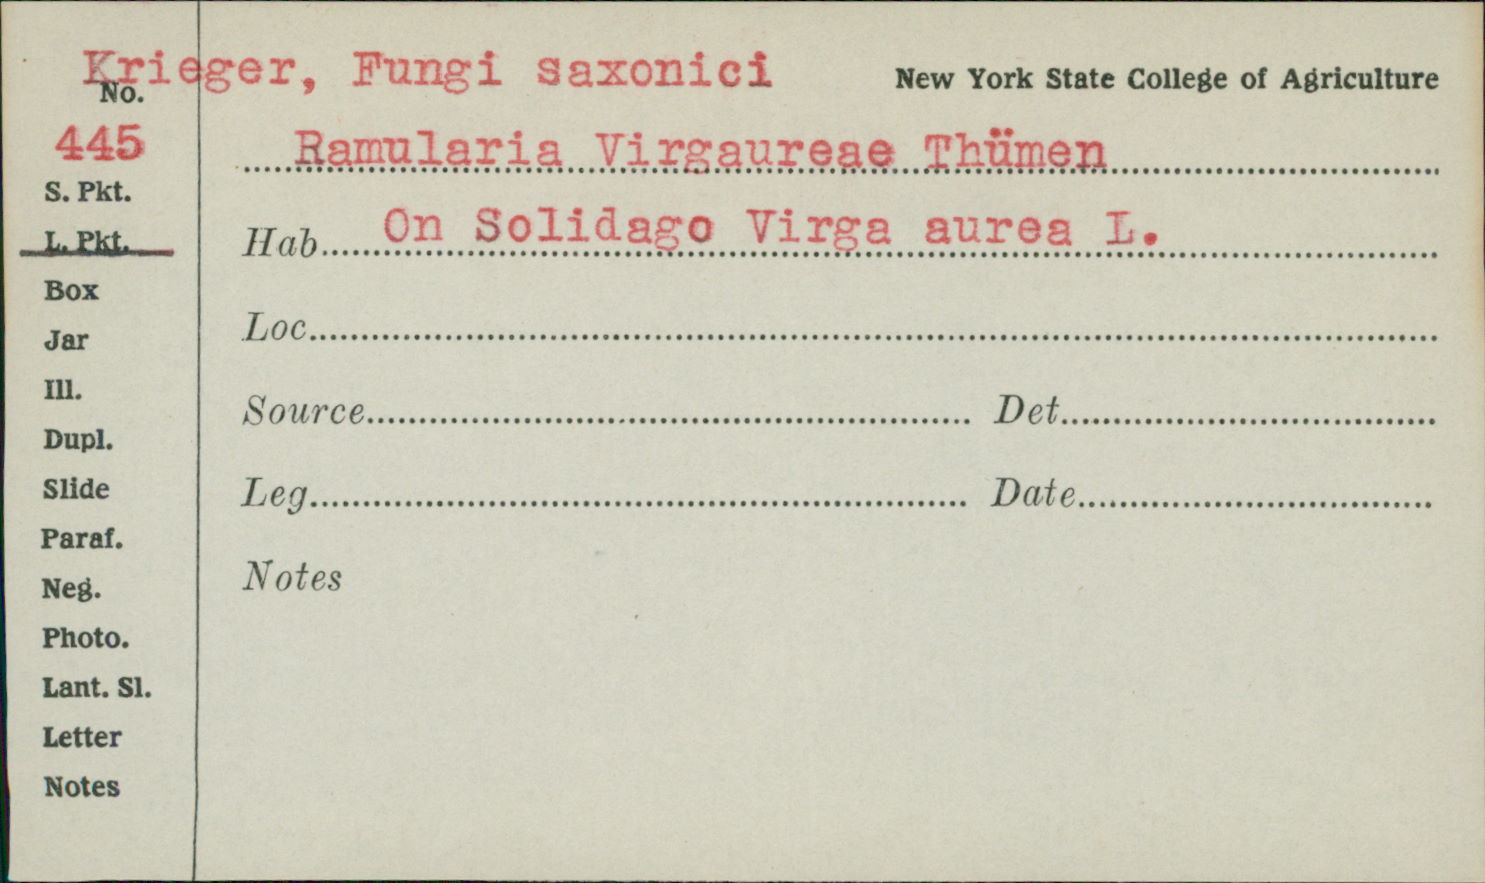 Krieger, Fungi saxonici
New York State College of Agriculture
No.
445
Ramularia Virgaureae Thümen
S. Pkt.
L. Pkt.
Hab. On Solidago Virga aurea L.
Box
Jar
Loc.
Ill.
Source
Det.
Dupl.
Slide
Leg.
Date
Paraf.
Neg.
Notes
Photo.
Lant. Sl.
Letter
Notes